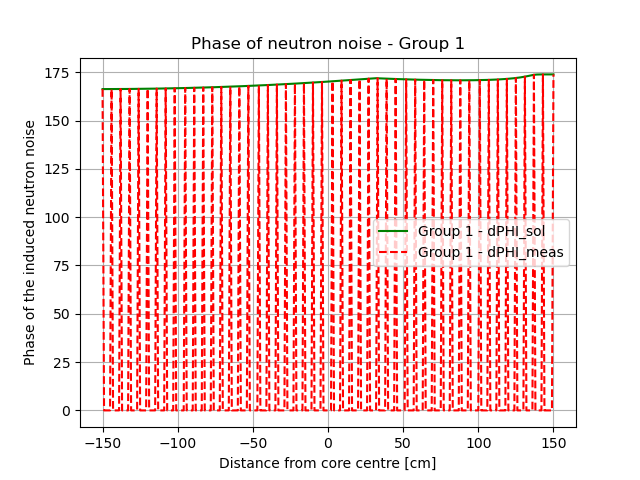 Phase of neutron noise - Group 1
Phase of the induced neutron noise
175
150
125
100
75
50
25
0
Group 1 - dPHI_sol
Group 1 - dPHI_meas
−150 −100 −50 0 50 100 150
Distance from core centre [cm]